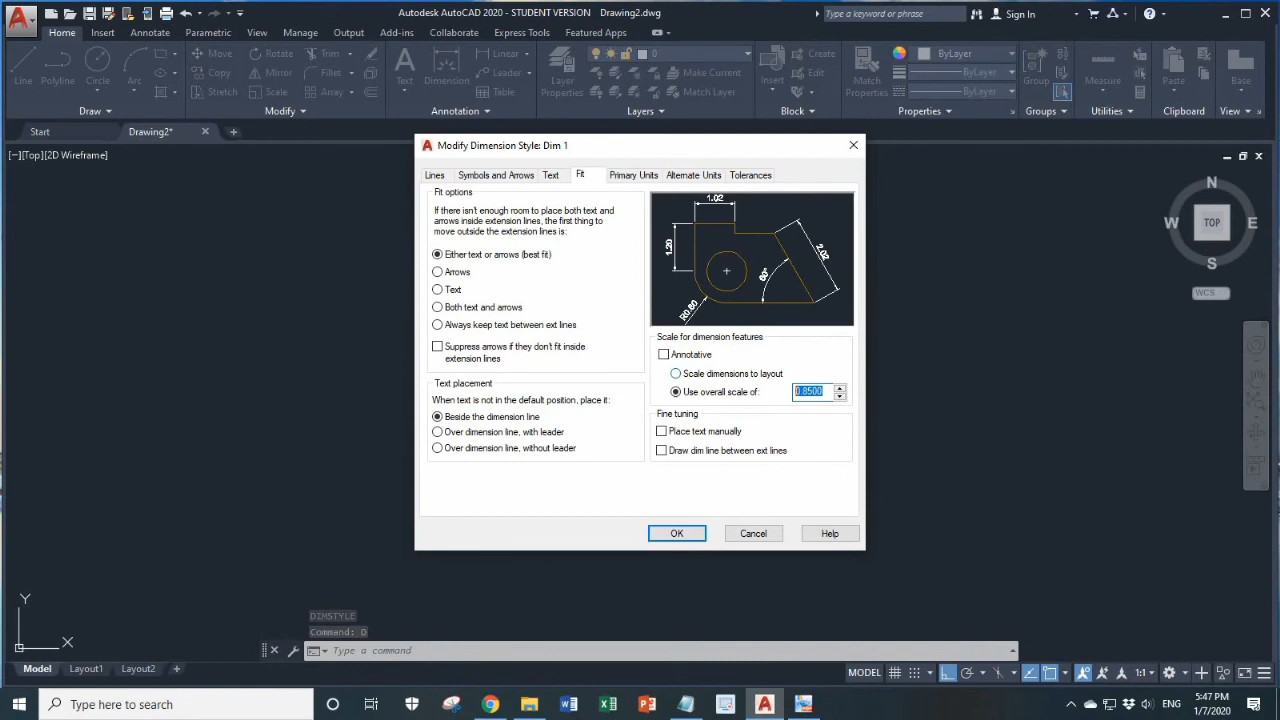 Autodesk AutoCAD 2020 - STUDENT VERSION Drawing2.dwg
Type a keyword or phrase
Sign In
Home Insert Annotate Parametric View Manage Output Add-ins Collaborate Express Tools Featured Apps
Line Polyline Circle Arc
Move Rotate Trim
Copy Mirror Fillet
Stretch Scale Array
Text Dimension
Linear
Leader
Table
Layer Properties
0
Make Current
Match Layer
Insert
Create
Edit
Match Properties
ByLayer
ByLayer
ByLayer
Group
Measure
Paste
Base
Draw Modify Annotation Layers Block Properties Groups Utilities Clipboard View
Start Drawing2*
[−][Top][2D Wireframe]
Modify Dimension Style: Dim 1
Lines Symbols and Arrows Text Fit Primary Units Alternate Units Tolerances
Fit options
If there isn't enough room to place both text and
arrows inside extension lines, the first thing to
move outside the extension lines is:
Either text or arrows (best fit)
Arrows
Text
Both text and arrows
Always keep text between ext lines
Suppress arrows if they don't fit inside
extension lines
Text placement
When text is not in the default position, place it:
Beside the dimension line
Over dimension line, with leader
Over dimension line, without leader
1.02
1.20
2.02
60°
R0.80
Scale for dimension features
Annotative
Scale dimensions to layout
Use overall scale of: 0.8500
Fine tuning
Place text manually
Draw dim line between ext lines
OK Cancel Help
N
W TOP E
S
WCS
Y
X
DIMSTYLE
Command: D
Type a command
Model Layout1 Layout2
MODEL
1:1
Type here to search
ENG
5:47 PM
1/7/2020